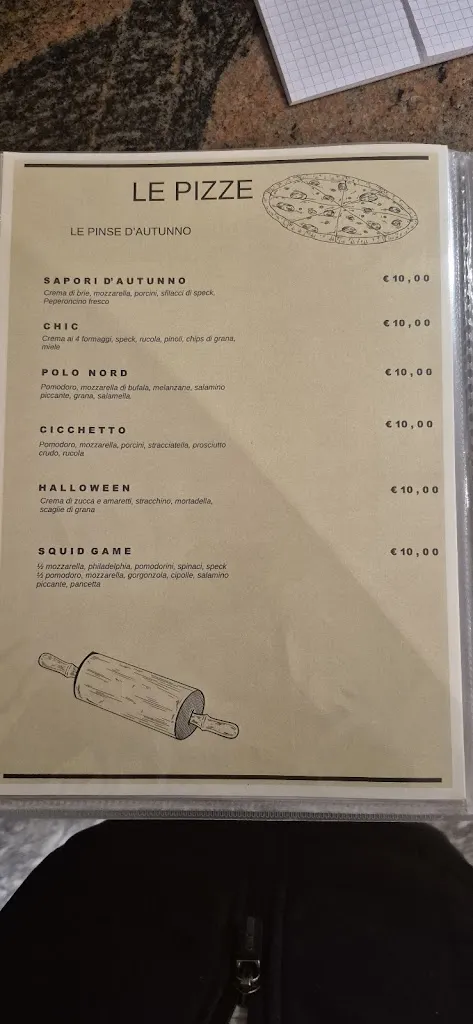 LE PIZZE
LE PINSE D'AUTUNNO
SAPORI D'AUTUNNO €10,00
Crema di brie, mozzarella, porcini, sfilacci di speck,
Peperoncino fresco
CHIC €10,00
Crema ai 4 formaggi, speck, rucola, pinoli, chips di grana,
miele
POLO NORD €10,00
Pomodoro, mozzarella di bufala, melanzane, salamino
piccante, grana, salamella.
CICCHETTO €10,00
Pomodoro, mozzarella, porcini, stracciatella, prosciutto
crudo, rucola
HALLOWEEN €10,00
Crema di zucca e amaretti, stracchino, mortadella,
scaglie di grana
SQUID GAME €10,00
½ mozzarella, philadelphia, pomodorini, spinaci, speck
½ pomodoro, mozzarella, gorgonzola, cipolle, salamino
piccante, pancetta